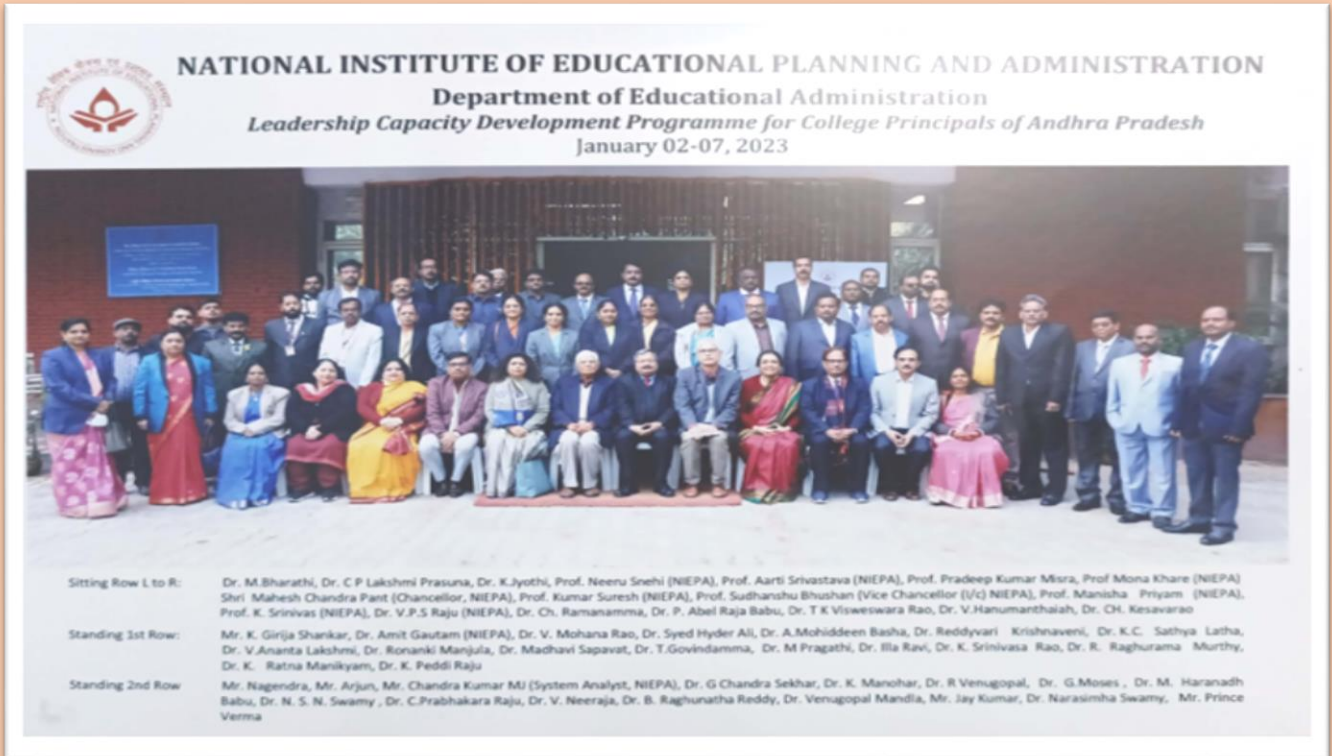 NATIONAL INSTITUTE OF EDUCATIONAL PLANNING AND ADMINISTRATION
Department of Educational Administration
Leadership Capacity Development Programme for College Principals of Andhra Pradesh
January 02-07, 2023
Sitting Row L to R: Dr. M.Bharathi, Dr. C P Lakshmi Prasuna, Dr. K.Jyothi, Prof. Neeru Snehi (NIEPA), Prof. Aarti Srivastava (NIEPA), Prof. Pradeep Kumar Misra, Prof Mona Khare (NIEPA)
Shri Mahesh Chandra Pant (Chancellor, NIEPA), Prof. Kumar Suresh (NIEPA), Prof. Sudhanshu Bhushan (Vice Chancellor (I/c) NIEPA), Prof. Manisha Priyam (NIEPA),
Prof. K. Srinivas (NIEPA), Dr. V.P.S Raju (NIEPA), Dr. Ch. Ramanamma, Dr. P. Abel Raja Babu, Dr. T K Visweswara Rao, Dr. V.Hanumanthaiah, Dr. CH. Kesavarao
Standing 1st Row: Mr. K. Girija Shankar, Dr. Amit Gautam (NIEPA), Dr. V. Mohana Rao, Dr. Syed Hyder Ali, Dr. A.Mohiddeen Basha, Dr. Reddyvari Krishnaveni, Dr. K.C. Sathya Latha,
Dr. V.Ananta Lakshmi, Dr. Ronanki Manjula, Dr. Madhavi Sapavat, Dr. T.Govindamma, Dr. M Pragathi, Dr. Illa Ravi, Dr. K. Srinivasa Rao, Dr. R. Raghurama Murthy,
Dr. K. Ratna Manikyam, Dr. K. Peddi Raju
Standing 2nd Row Mr. Nagendra, Mr. Arjun, Mr. Chandra Kumar MJ (System Analyst, NIEPA), Dr. G Chandra Sekhar, Dr. K. Manohar, Dr. R Venugopal, Dr. G.Moses , Dr. M. Haranadh
Babu, Dr. N. S. N. Swamy , Dr. C.Prabhakara Raju, Dr. V. Neeraja, Dr. B. Raghunatha Reddy, Dr. Venugopal Mandla, Mr. Jay Kumar, Dr. Narasimha Swamy, Mr. Prince
Verma